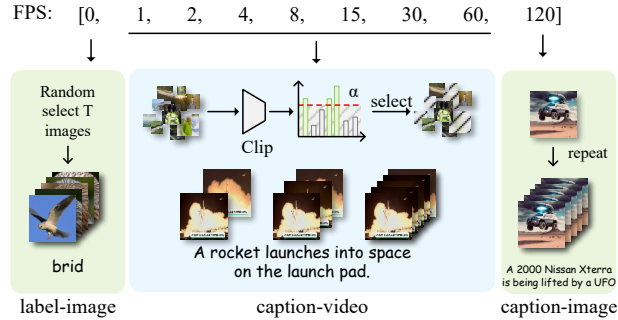 FPS: [0, 1, 2, 4, 8, 15, 30, 60, 120]
Random
select T
images
brid
label-image
α
select
Clip
A rocket launches into space
on the launch pad.
caption-video
repeat
A 2000 Nissan Xterra
is being lifted by a UFO
caption-image